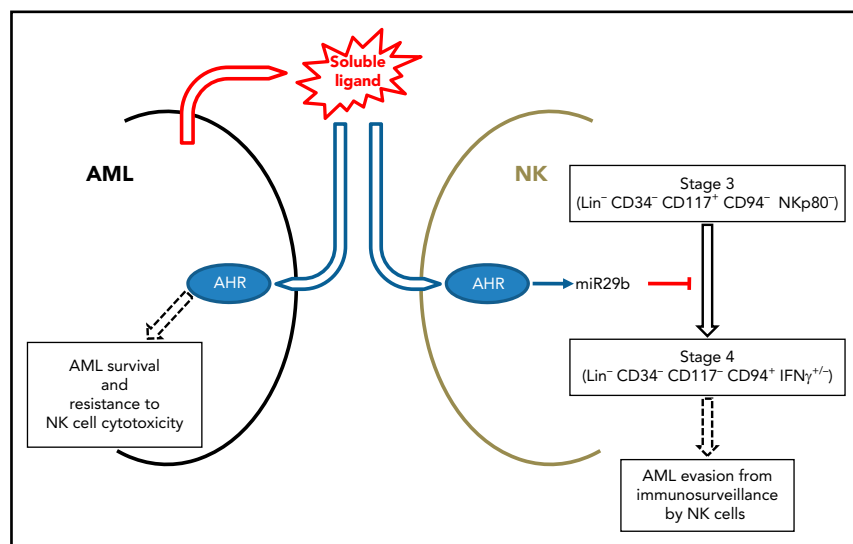 Soluble
ligand
AML
NK
Stage 3
(Lin⁻ CD34⁻ CD117⁺ CD94⁻ NKp80⁻)
AHR
AHR
miR29b
AML survival
and
resistance to
NK cell cytotoxicity
Stage 4
(Lin⁻ CD34⁻ CD117⁻ CD94⁺ IFNγ⁺/⁻)
AML evasion from
immunosurveillance
by NK cells